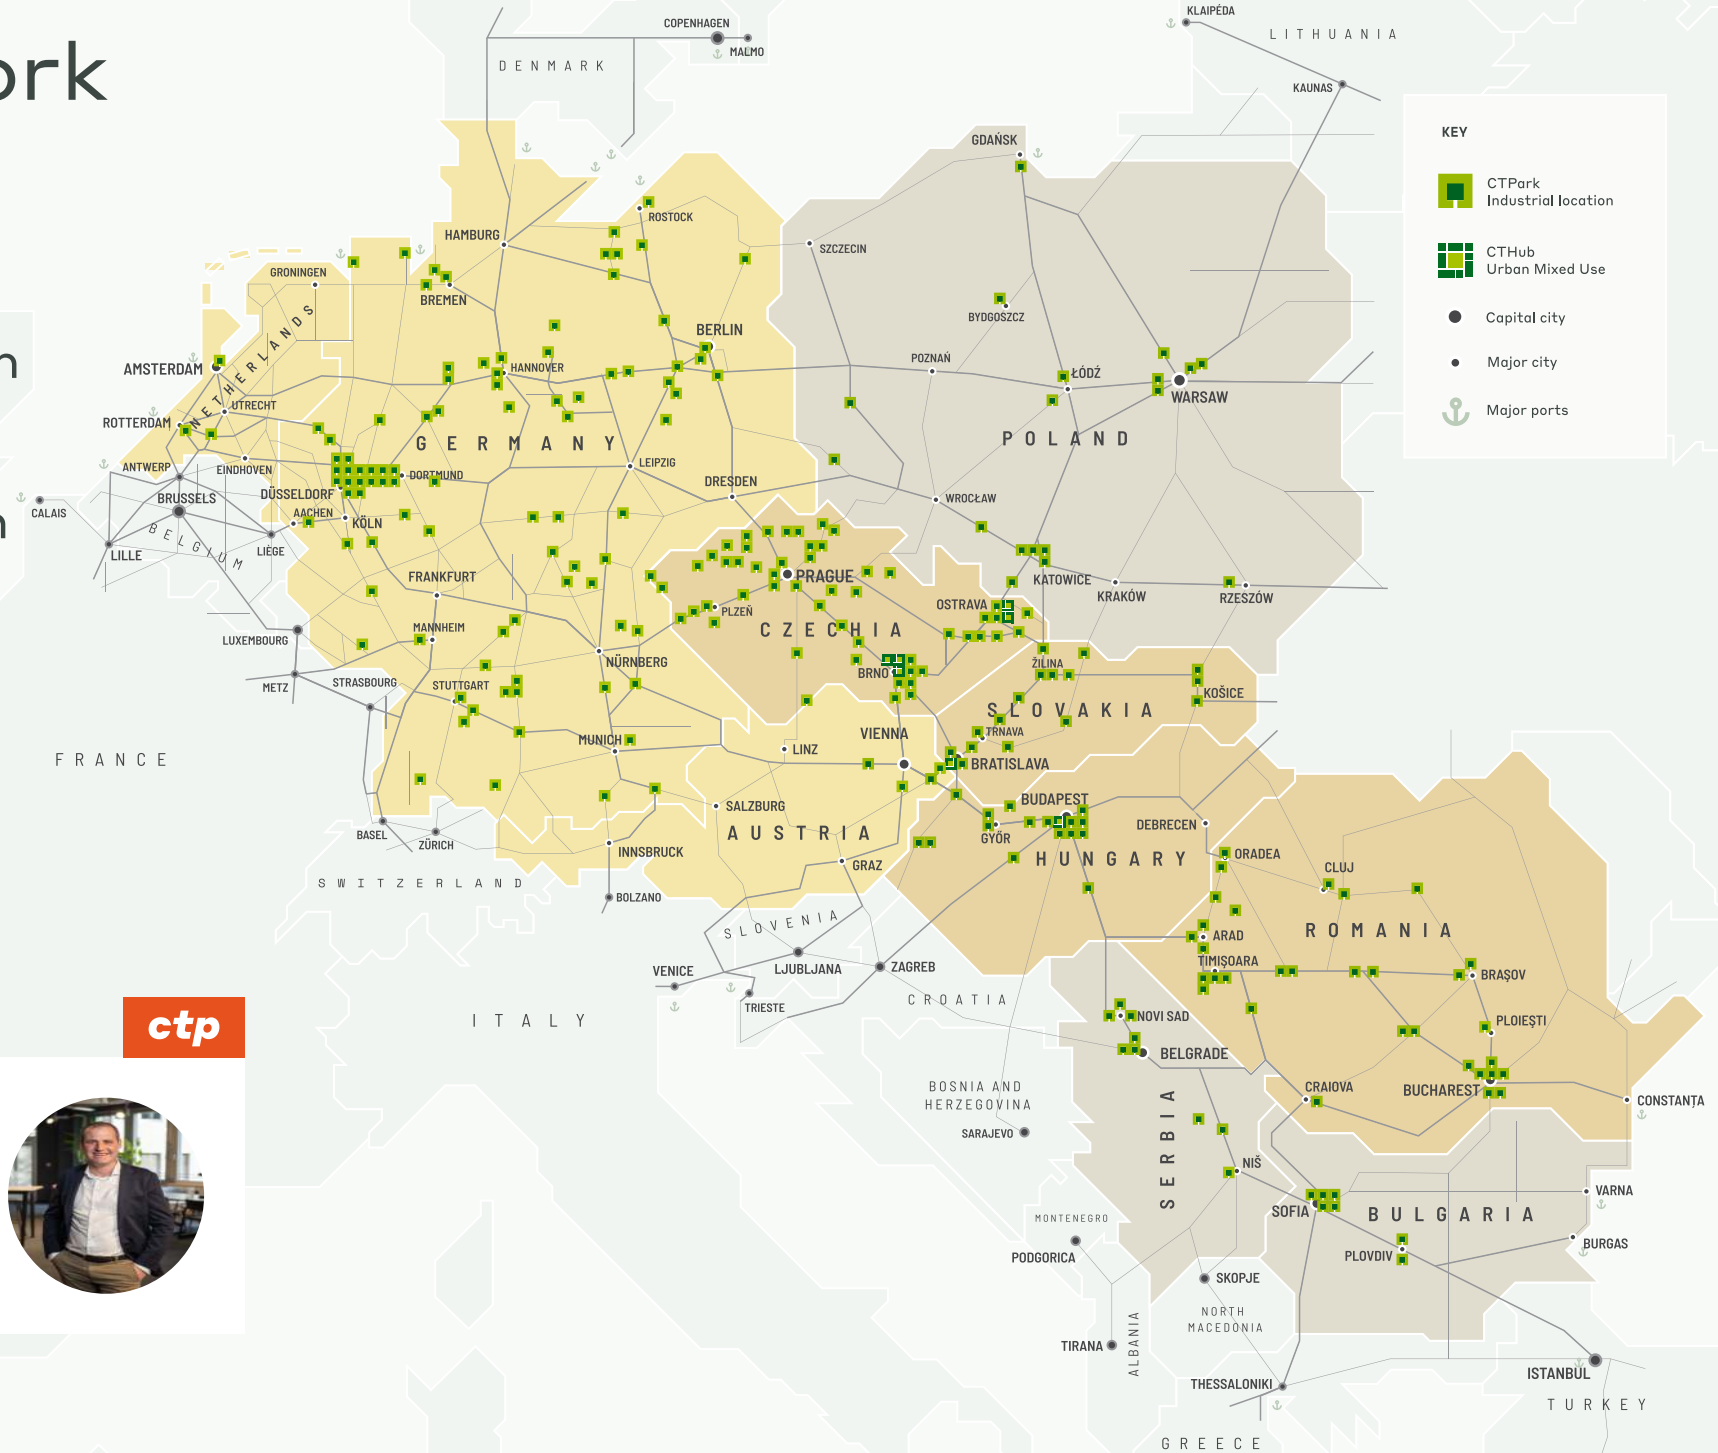 ork
n
n
COPENHAGEN
MALMO
DENMARK
KLAIPÉDA
LITHUANIA
KAUNAS
KEY
CTPark
Industrial location
CTHub
Urban Mixed Use
Capital city
Major city
Major ports
GDAŃSK
ROSTOCK
HAMBURG
SZCZECIN
GRONINGEN
BREMEN
BYDGOSZCZ
BERLIN
NETHERLANDS
AMSTERDAM
HANNOVER
POZNAŃ
ŁÓDŹ
WARSAW
UTRECHT
ROTTERDAM
GERMANY
POLAND
ANTWERP
EINDHOVEN
DORTMUND
LEIPZIG
DRESDEN
BRUSSELS
DÜSSELDORF
WROCŁAW
CALAIS
AACHEN
KÖLN
BELGIUM
LILLE
LIÈGE
FRANKFURT
PRAGUE
KATOWICE
KRAKÓW
RZESZÓW
OSTRAVA
PLZEŇ
CZECHIA
LUXEMBOURG
MANNHEIM
NÜRNBERG
ŽILINA
BRNO
METZ
STRASBOURG
STUTTGART
KOŠICE
SLOVAKIA
TRNAVA
VIENNA
MUNICH
LINZ
BRATISLAVA
FRANCE
SALZBURG
BUDAPEST
BASEL
ZÜRICH
AUSTRIA
GYÖR
DEBRECEN
INNSBRUCK
HUNGARY
ORADEA
GRAZ
CLUJ
SWITZERLAND
BOLZANO
SLOVENIA
ROMANIA
ARAD
VENICE
LJUBLJANA
ZAGREB
TIMIȘOARA
BRAȘOV
TRIESTE
CROATIA
ITALY
NOVI SAD
PLOIEȘTI
ctp
BELGRADE
BOSNIA AND
HERZEGOVINA
CRAIOVA
BUCHAREST
CONSTANȚA
SARAJEVO
SERBIA
NIŠ
VARNA
SOFIA
BULGARIA
MONTENEGRO
PODGORICA
PLOVDIV
BURGAS
SKOPJE
NORTH
MACEDONIA
TIRANA
ALBANIA
THESSALONIKI
ISTANBUL
TURKEY
GREECE